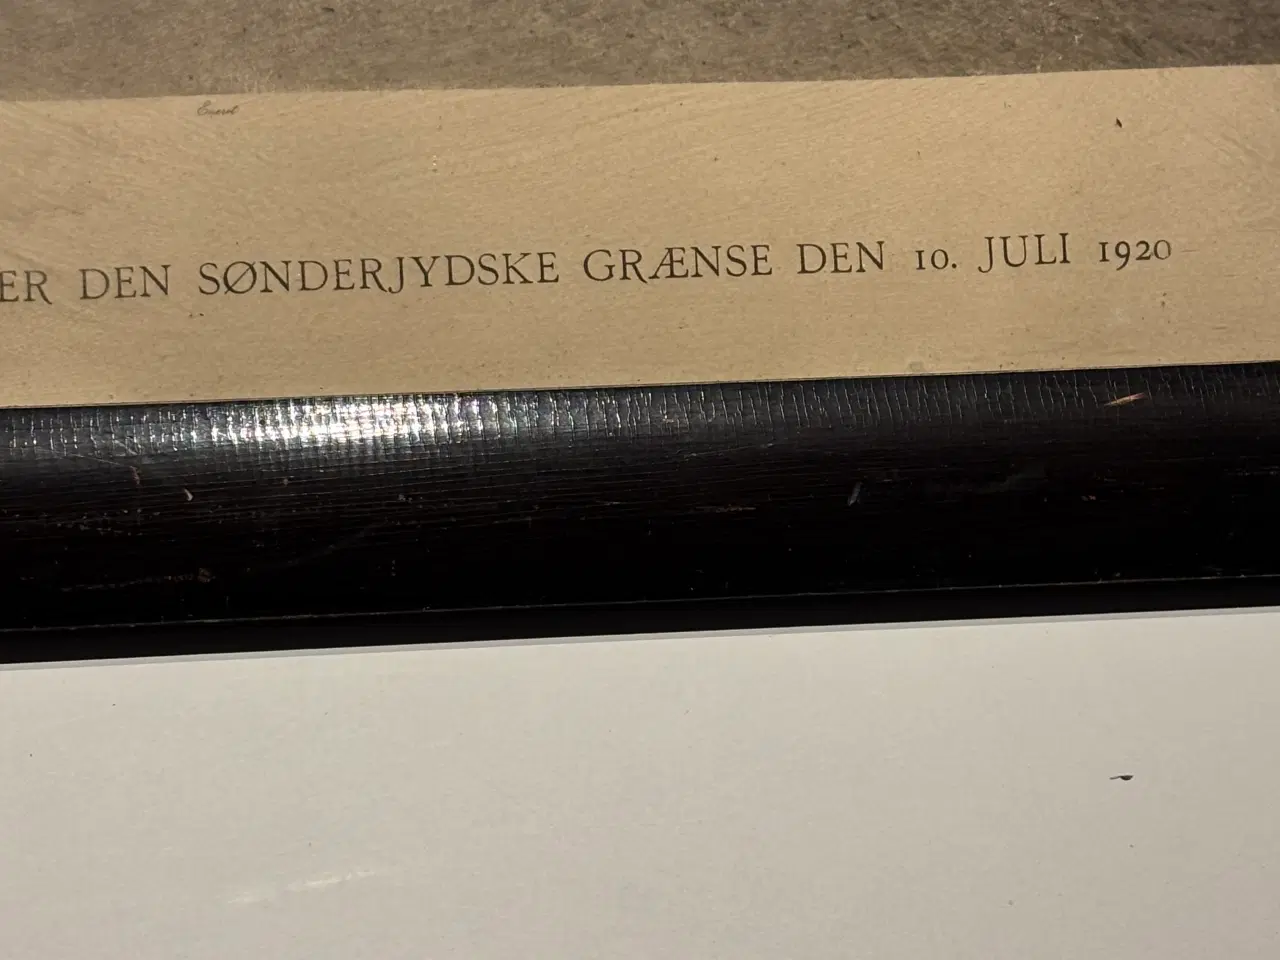 ER DEN SØNDERJYDSKE GRÆNSE DEN 10. JULI 1920